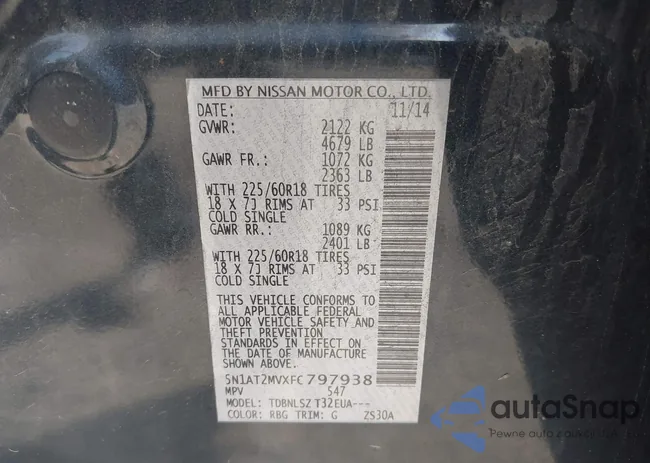 MFD BY NISSAN MOTOR CO., LTD.
DATE: 11/14
GVWR: 2122 KG
4679 LB
GAWR FR.: 1072 KG
2363 LB
WITH 225/60R18 TIRES
18 X 7J RIMS AT 33 PSI
COLD SINGLE
GAWR RR.: 1089 KG
2401 LB
WITH 225/60R18 TIRES
18 X 7J RIMS AT 33 PSI
COLD SINGLE
THIS VEHICLE CONFORMS TO
ALL APPLICABLE FEDERAL
MOTOR VEHICLE SAFETY AND
THEFT PREVENTION
STANDARDS IN EFFECT ON
THE DATE OF MANUFACTURE
SHOWN ABOVE.
5N1AT2MVXFC797938
MPV 547
MODEL: TDBNLSZ T32EUA---
COLOR: RBG TRIM: G ZS30A
autoSnap
Pewne auto z